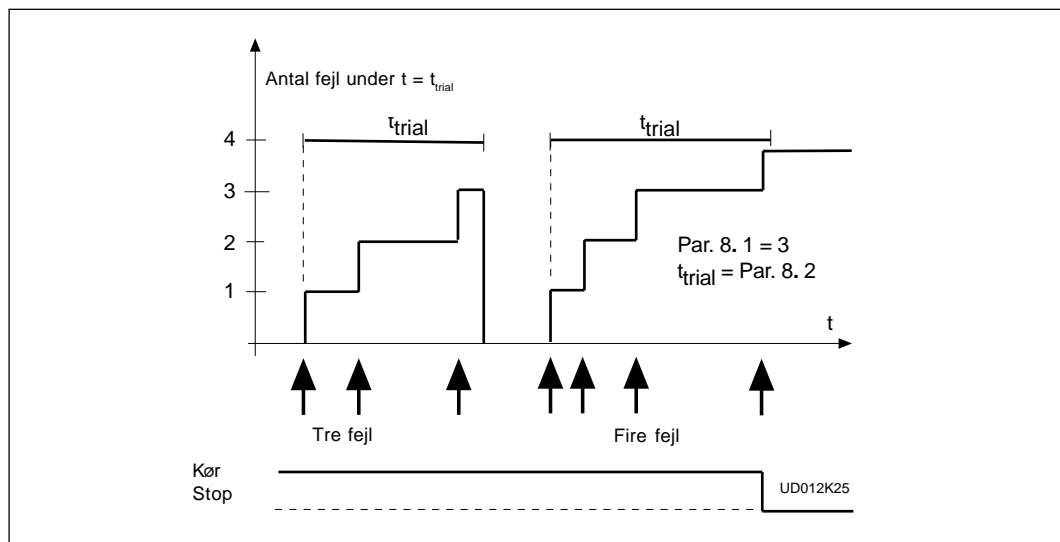 Antal fejl under t = t_trial
t_trial
t_trial
4
3
2
1
Par. 8. 1 = 3
t_trial = Par. 8. 2
t
Tre fejl
Fire fejl
Kør
Stop
UD012K25